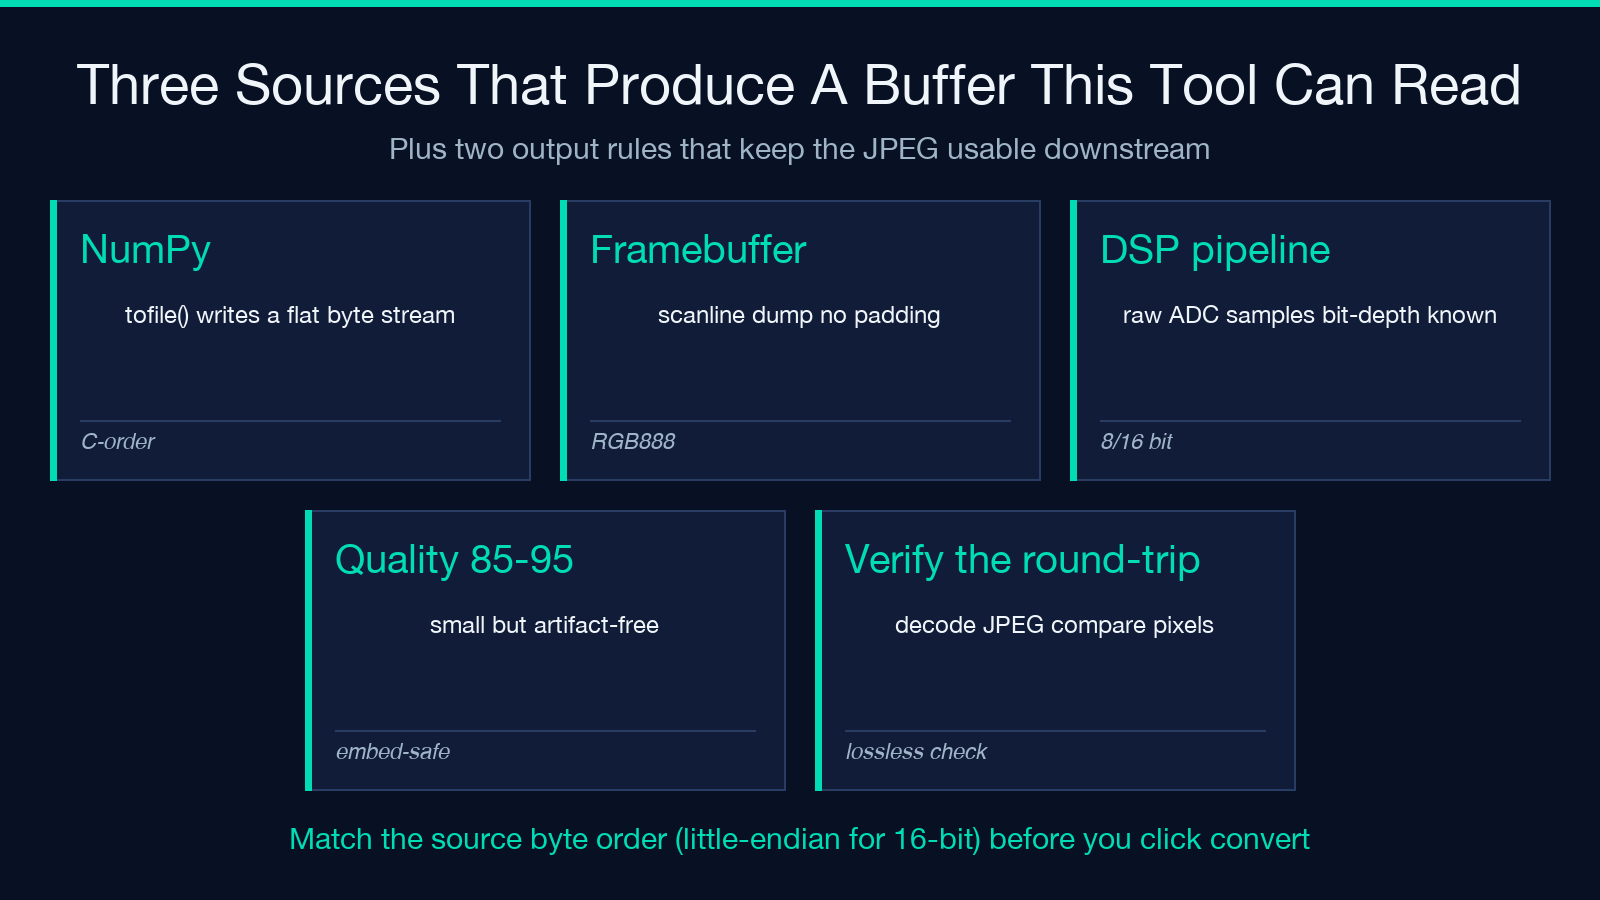 Three Sources That Produce A Buffer This Tool Can Read
Plus two output rules that keep the JPEG usable downstream
NumPy
tofile() writes a flat byte stream
C-order
Framebuffer
scanline dump no padding
RGB888
DSP pipeline
raw ADC samples bit-depth known
8/16 bit
Quality 85-95
small but artifact-free
embed-safe
Verify the round-trip
decode JPEG compare pixels
lossless check
Match the source byte order (little-endian for 16-bit) before you click convert